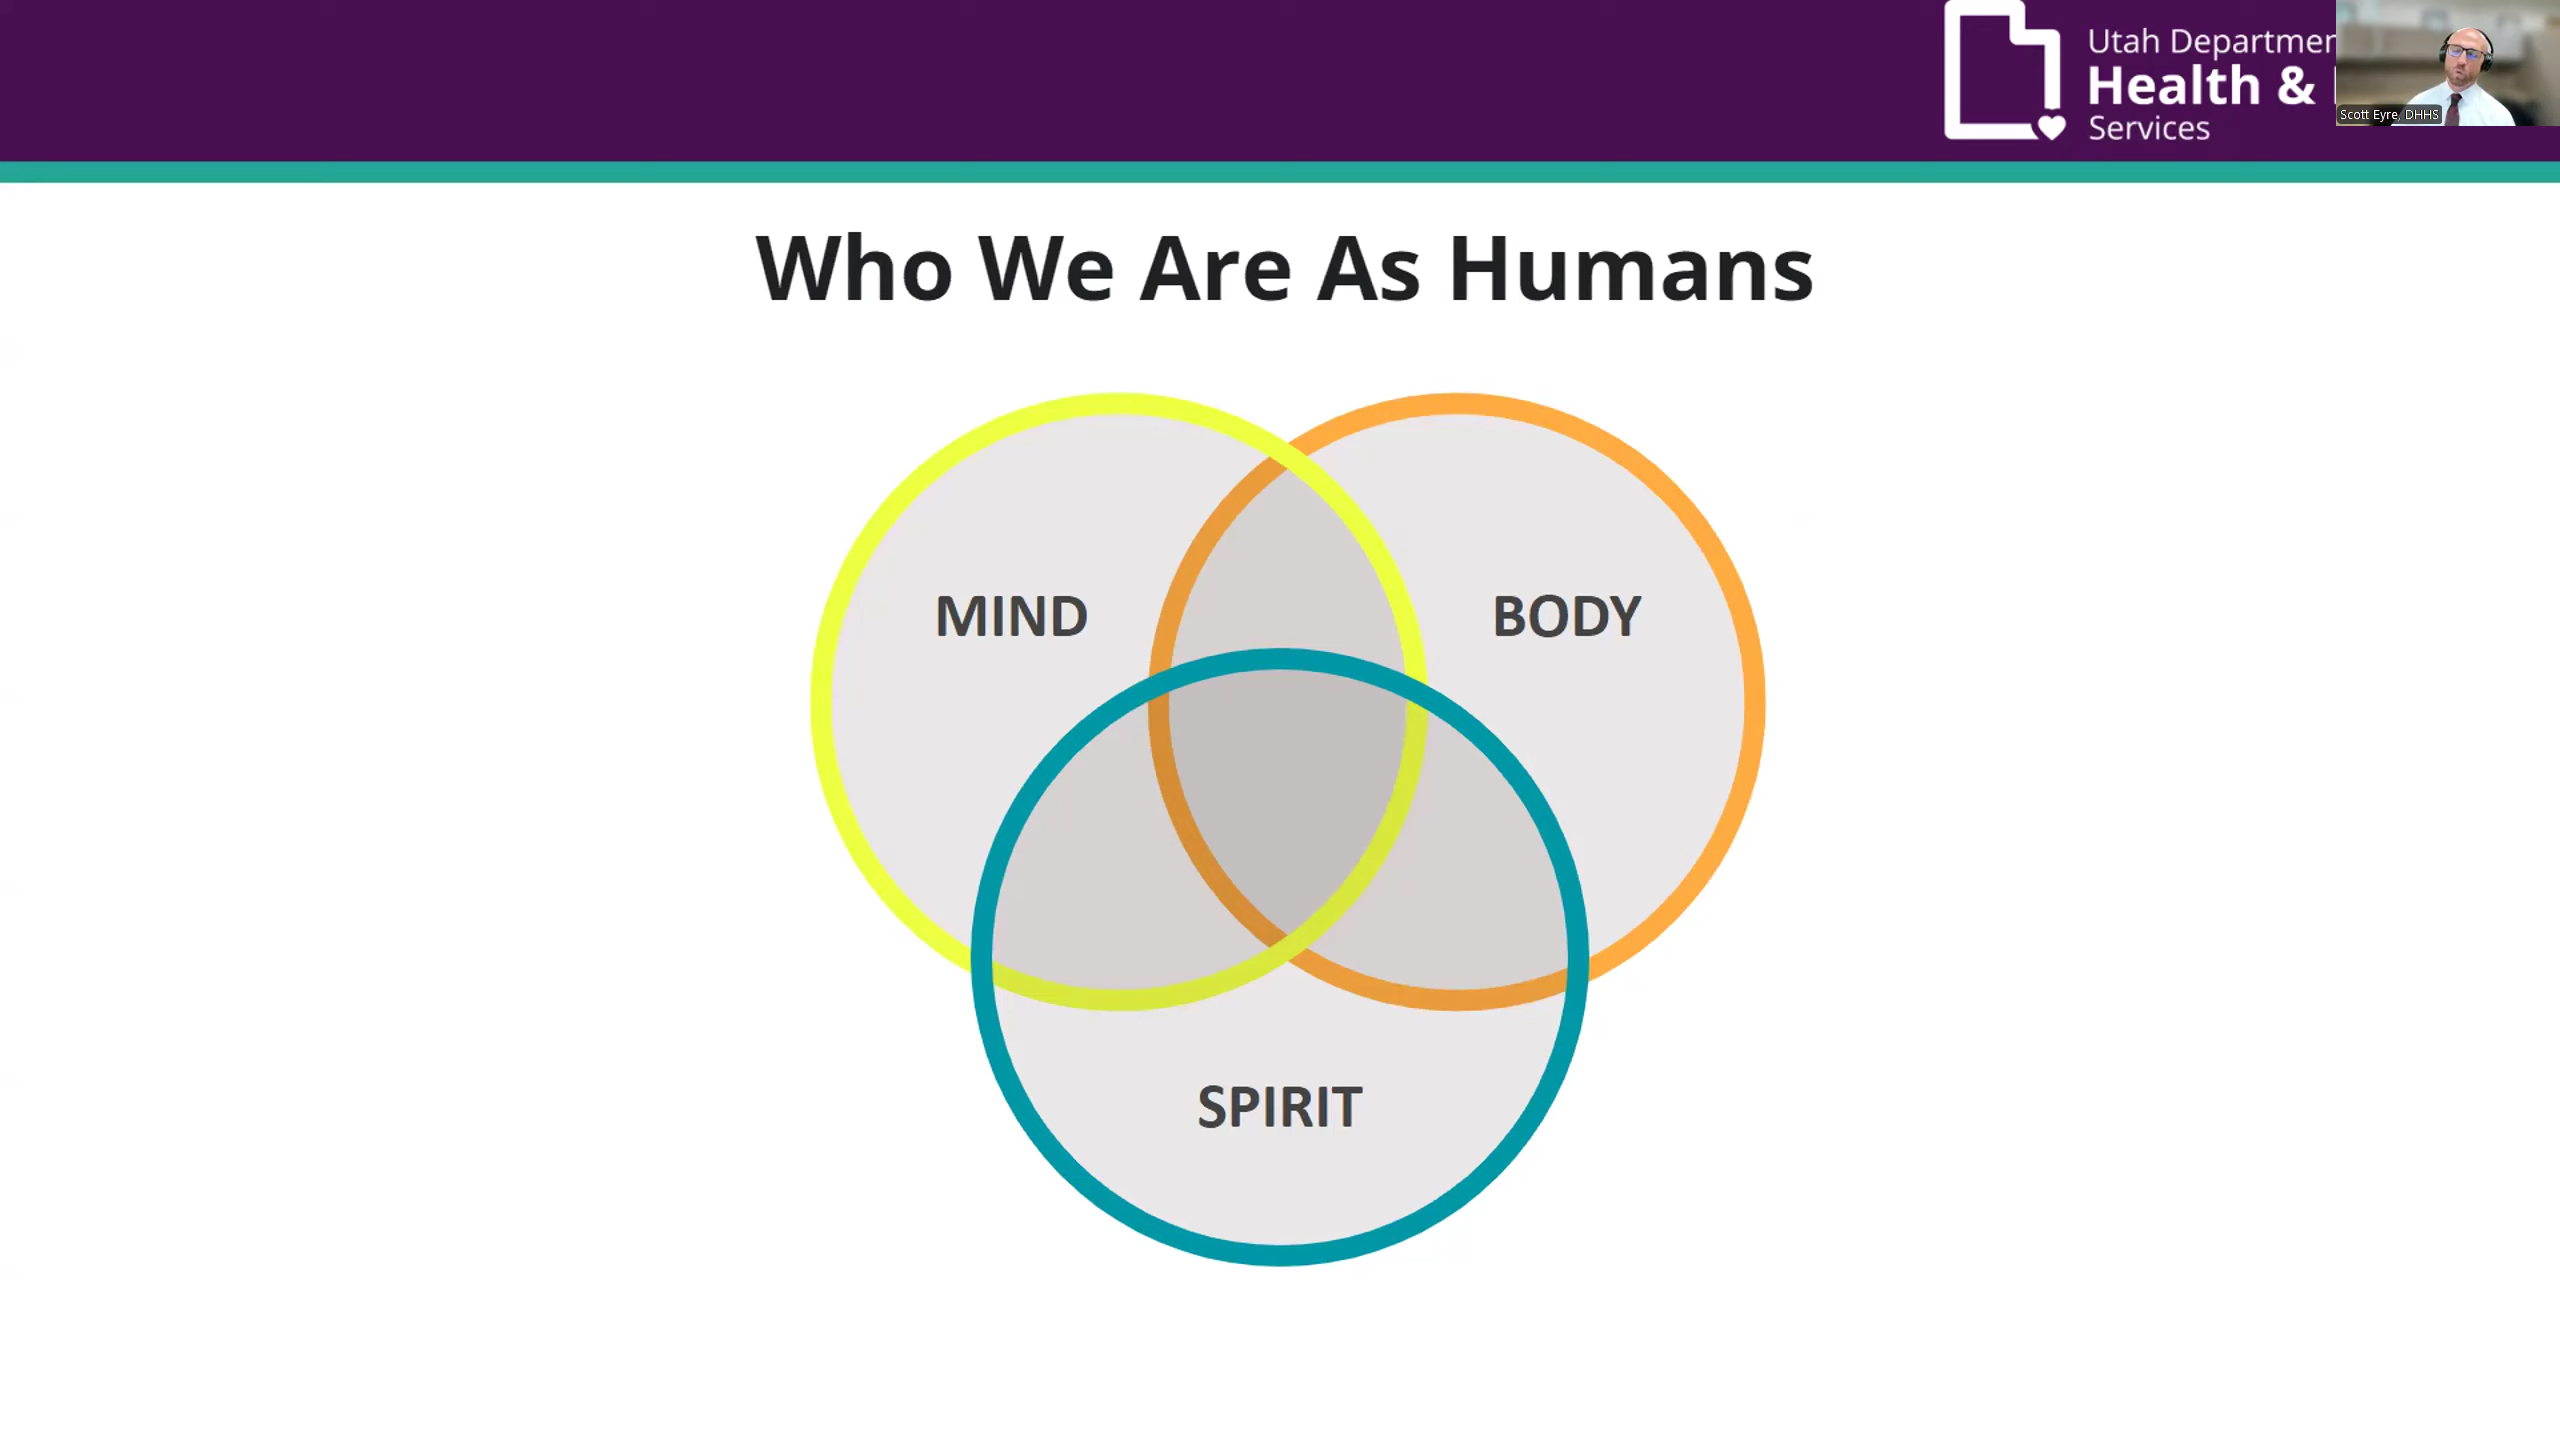 Utah Departmen
Health &
Services
Scott Eyre, DHHS
Who We Are As Humans
MIND
BODY
SPIRIT